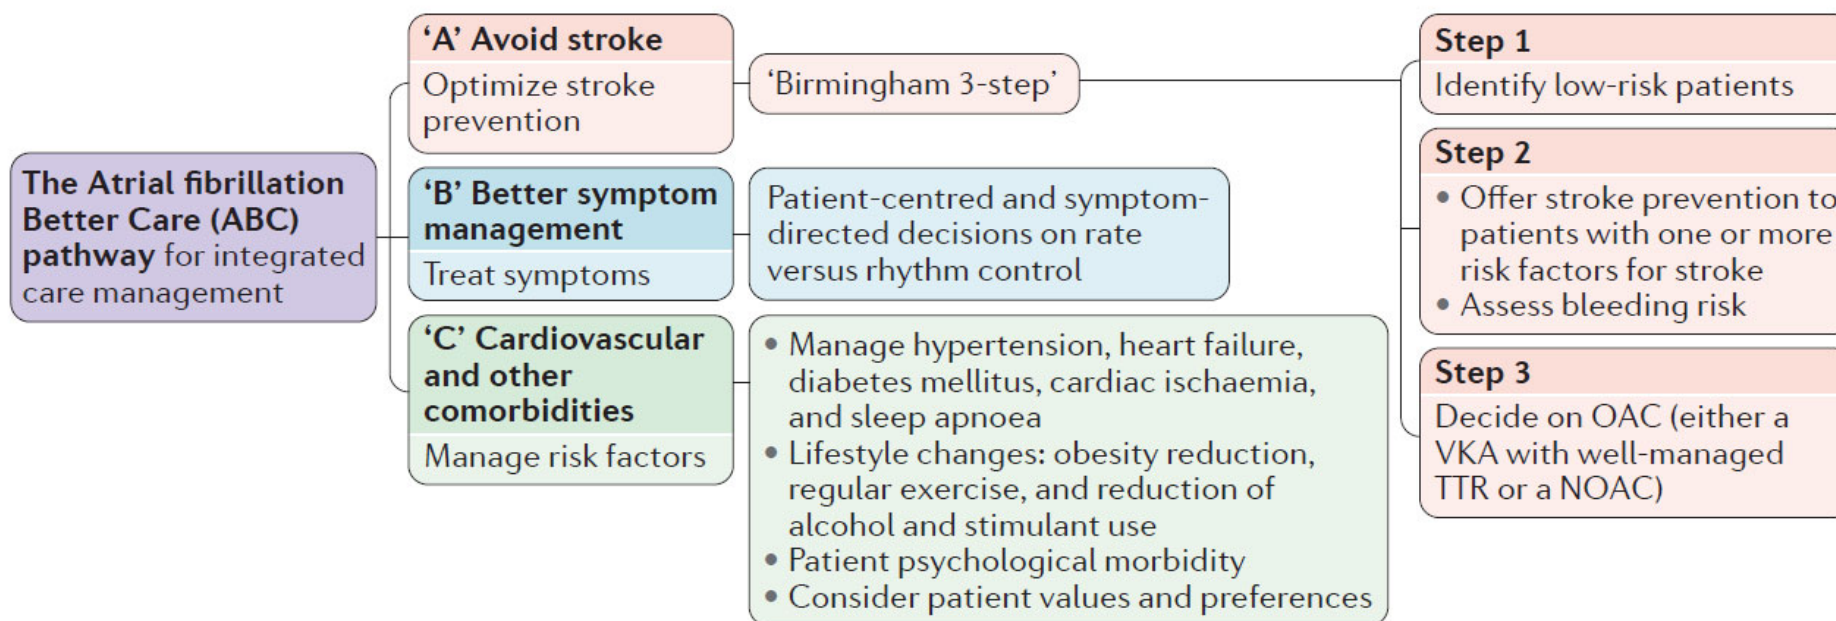 The Atrial fibrillation
Better Care (ABC)
pathway for integrated
care management
‘A’ Avoid stroke
Optimize stroke
prevention
‘Birmingham 3-step’
Step 1
Identify low-risk patients
Step 2
• Offer stroke prevention to
patients with one or more
risk factors for stroke
• Assess bleeding risk
Step 3
Decide on OAC (either a
VKA with well-managed
TTR or a NOAC)
‘B’ Better symptom
management
Treat symptoms
Patient-centred and symptom-
directed decisions on rate
versus rhythm control
‘C’ Cardiovascular
and other
comorbidities
Manage risk factors
• Manage hypertension, heart failure,
diabetes mellitus, cardiac ischaemia,
and sleep apnoea
• Lifestyle changes: obesity reduction,
regular exercise, and reduction of
alcohol and stimulant use
• Patient psychological morbidity
• Consider patient values and preferences